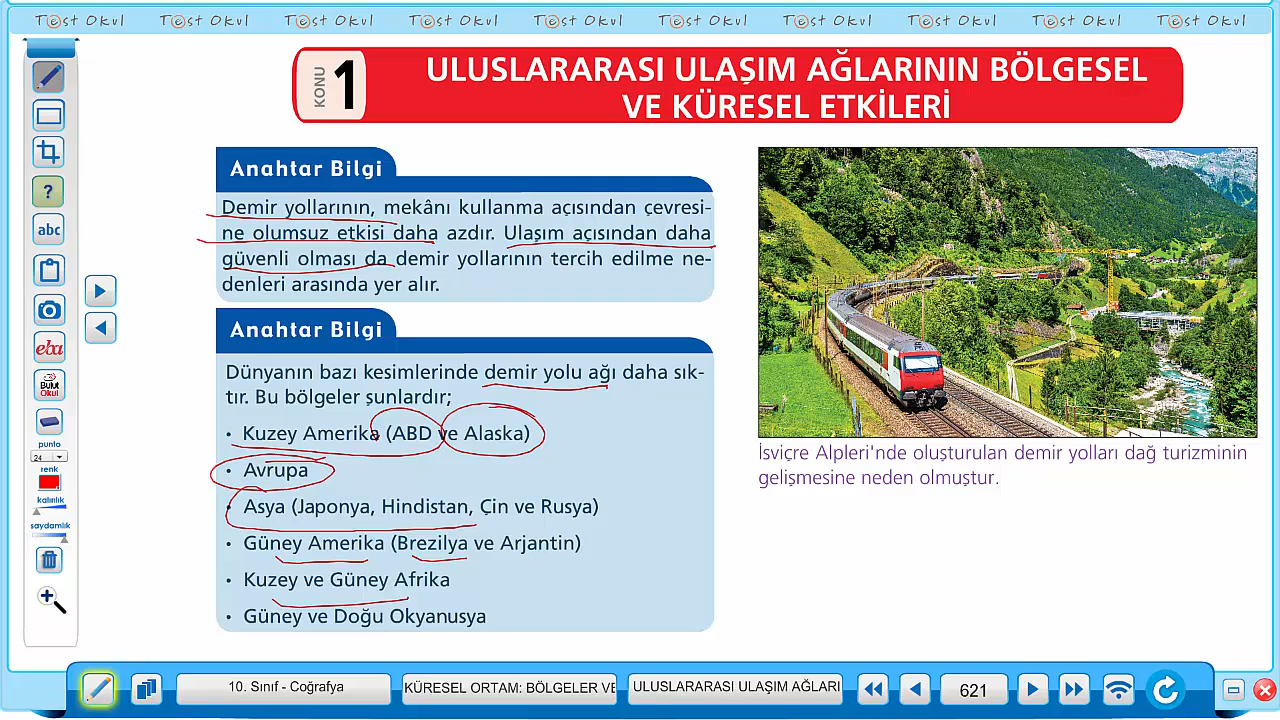 Test Okul Test Okul Test Okul Test Okul Test Okul Test Okul Test Okul Test Okul Test Okul Test Okul
KONU 1
ULUSLARARASI ULAŞIM AĞLARININ BÖLGESEL
VE KÜRESEL ETKİLERİ
Anahtar Bilgi
Demir yollarının, mekânı kullanma açısından çevresi-
ne olumsuz etkisi daha azdır. Ulaşım açısından daha
güvenli olması da demir yollarının tercih edilme ne-
denleri arasında yer alır.
Anahtar Bilgi
Dünyanın bazı kesimlerinde demir yolu ağı daha sık-
tır. Bu bölgeler şunlardır;
• Kuzey Amerika (ABD ve Alaska)
• Avrupa
• Asya (Japonya, Hindistan, Çin ve Rusya)
• Güney Amerika (Brezilya ve Arjantin)
• Kuzey ve Güney Afrika
• Güney ve Doğu Okyanusya
İsviçre Alpleri'nde oluşturulan demir yolları dağ turizminin
gelişmesine neden olmuştur.
?
abc
eba
Bulut
Okul
punto
24
renk
kalınlık
saydamlık
10. Sınıf - Coğrafya
KÜRESEL ORTAM: BÖLGELER VE
ULUSLARARASI ULAŞIM AĞLARI
621